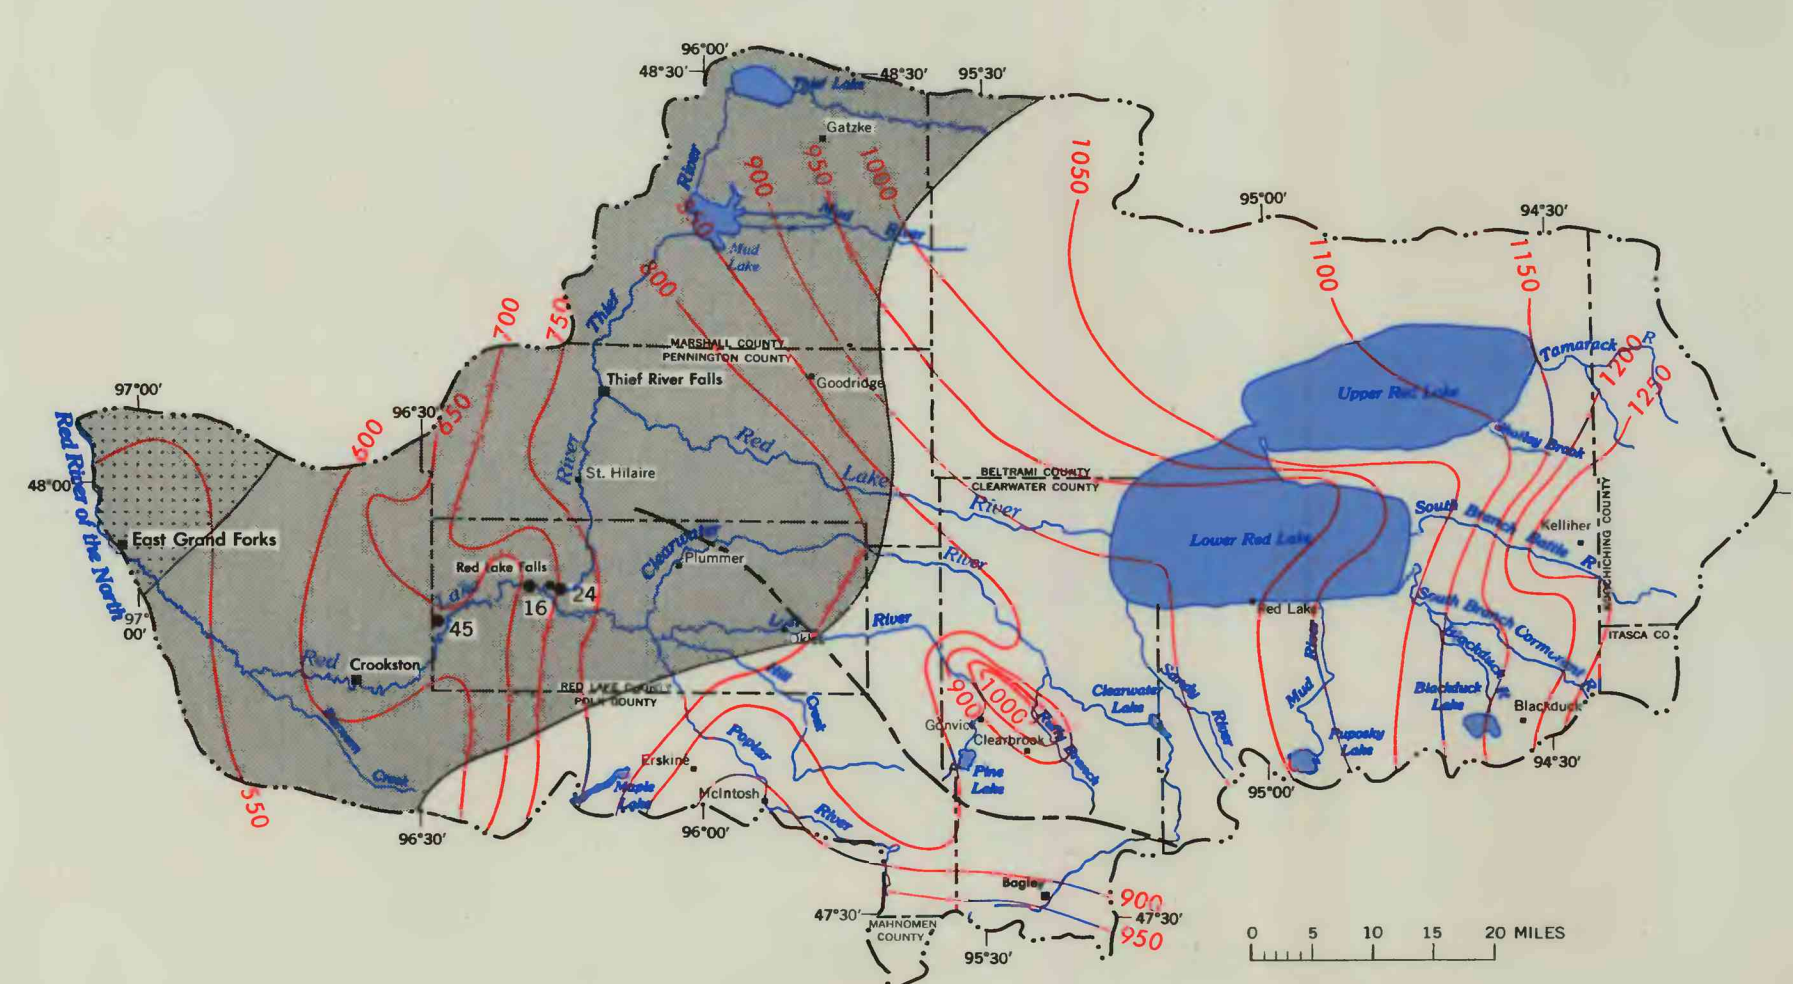 96°00'
48°30'
48°30'
95°30'
Thief Lake
Gatzke
1050
River
900
950
1000
95°00'
94°30'
Mud
River
Mud
Lake
800
1100
1150
700
750
Thief
MARSHALL COUNTY
PENNINGTON COUNTY
Tamarack R
1200
1250
Thief River Falls
Goodridge
Upper Red Lake
97°00'
96°30'
650
600
Red River of the North
River
Red
Lake
River
St. Hilaire
BELTRAMI COUNTY
CLEARWATER COUNTY
48°00'
South Branch
Battle R
Kelliher
KOOCHICHING COUNTY
East Grand Forks
Clearwater
River
Plummer
Lower Red Lake
Red Lake Falls
Lake
16
24
45
Red Lake
South Branch Cormorant R
97°
00'
River
ITASCA CO
Red
Crookston
Hill
Creek
RED LAKE COUNTY
POLK COUNTY
900
1000
Ruffy Branch
Clearwater
Lake
Sandy
River
Mud
River
Blackduck R
Blackduck
Lake
Blackduck
Gonvick
Clearbrook
Pine
Lake
Puposky
Lake
Creek
Poplar
River
Erskine
Maple
Lake
McIntosh
94°30'
95°00'
550
96°30'
96°00'
Bagley
900
950
47°30'
47°30'
MAHNOMEN
COUNTY
95°30'
0 5 10 15 20 MILES